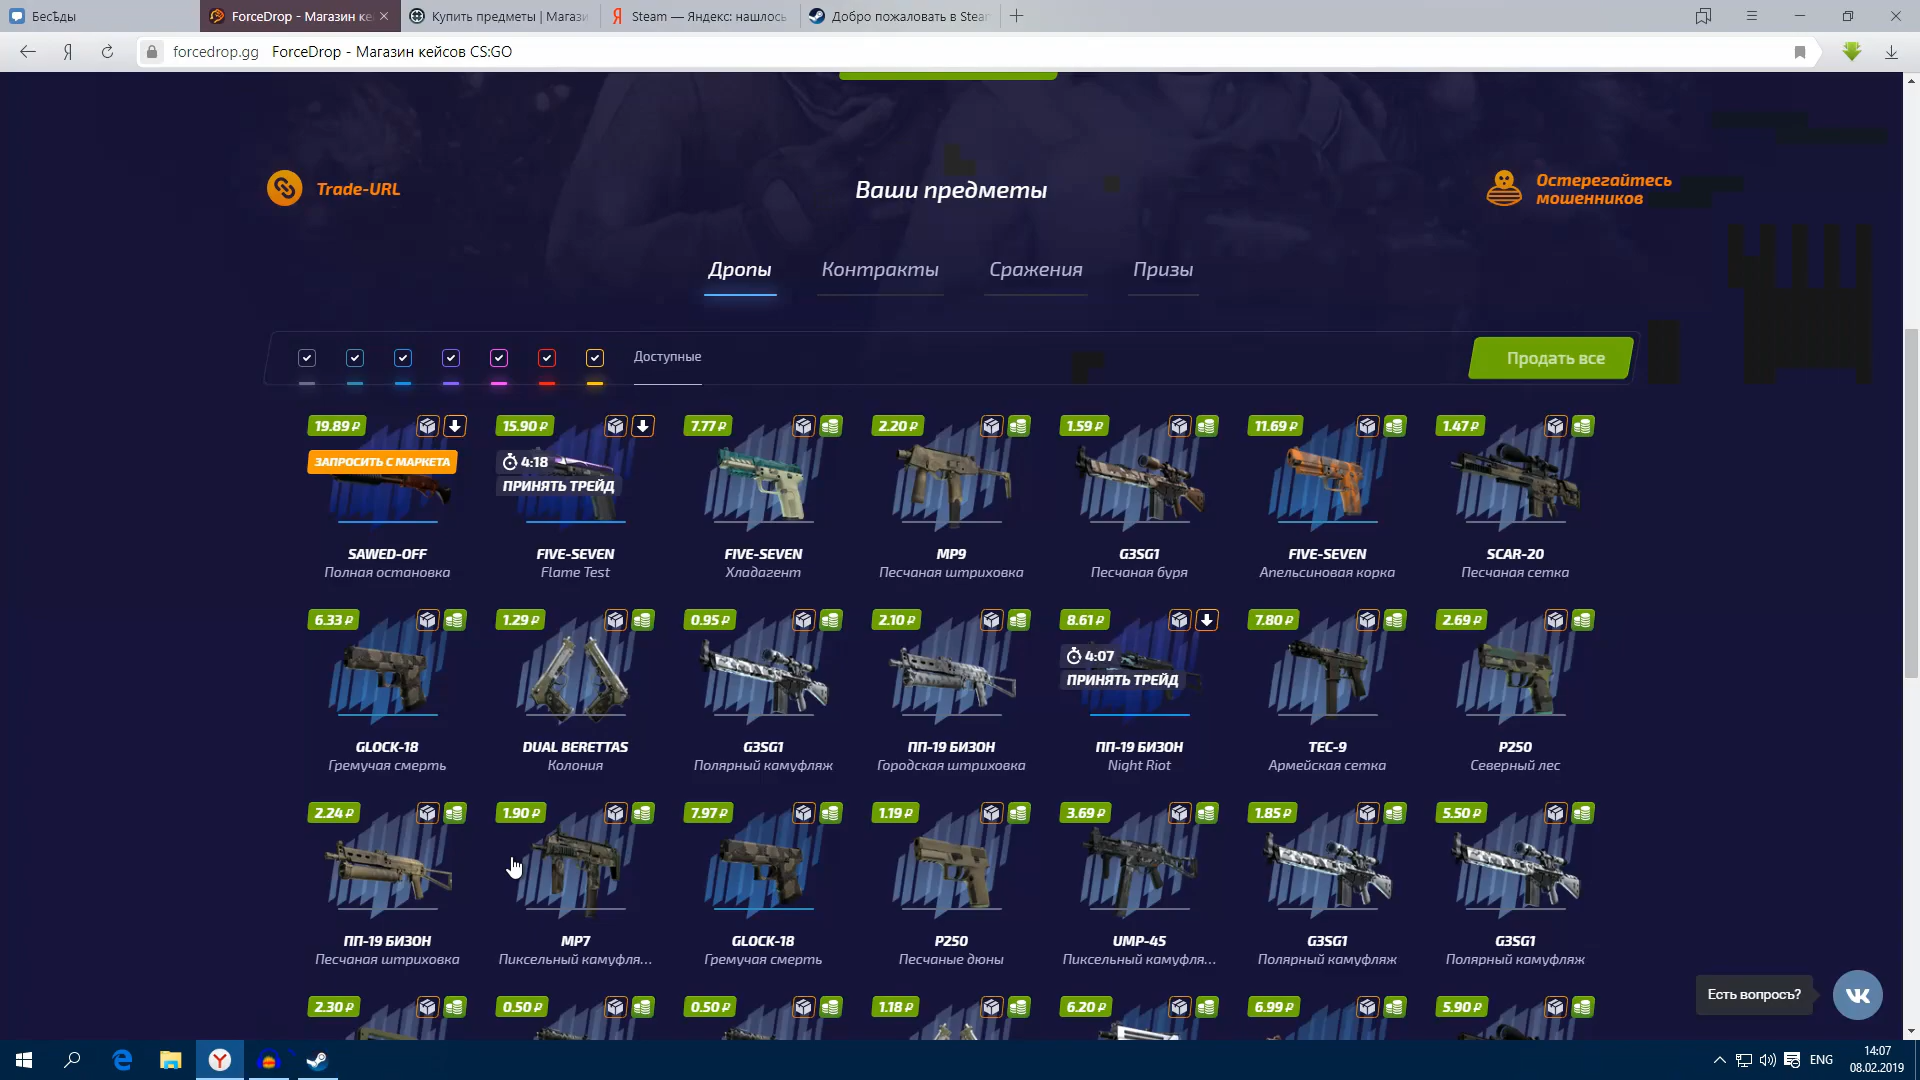 Бесѣды
ForceDrop - Магазин ке
Купить предметы | Магази
Steam — Яндекс: нашлось
Добро пожаловать в Stea
forcedrop.gg ForceDrop - Магазин кейсов CS:GO
Trade-URL
Ваши предметы
Остерегайтесь
мошенников
Дропы Контракты Сражения Призы
Доступные
Продать все
19.89 ₽ 15.90 ₽ 7.77 ₽ 2.20 ₽ 1.59 ₽ 11.69 ₽ 1.47 ₽
ЗАПРОСИТЬ С МАРКЕТА 4:18
ПРИНЯТЬ ТРЕЙД
SAWED-OFF FIVE-SEVEN FIVE-SEVEN MP9 G3SG1 FIVE-SEVEN SCAR-20
Полная остановка Flame Test Хладагент Песчаная штриховка Песчаная буря Апельсиновая корка Песчаная сетка
6.33 ₽ 1.29 ₽ 0.95 ₽ 2.10 ₽ 8.61 ₽ 7.80 ₽ 2.69 ₽
4:07
ПРИНЯТЬ ТРЕЙД
GLOCK-18 DUAL BERETTAS G3SG1 ПП-19 БИЗОН ПП-19 БИЗОН TEC-9 P250
Гремучая смерть Колония Полярный камуфляж Городская штриховка Night Riot Армейская сетка Северный лес
2.24 ₽ 1.90 ₽ 7.97 ₽ 1.19 ₽ 3.69 ₽ 1.85 ₽ 5.50 ₽
ПП-19 БИЗОН MP7 GLOCK-18 P250 UMP-45 G3SG1 G3SG1
Песчаная штриховка Пиксельный камуфля... Гремучая смерть Песчаные дюны Пиксельный камуфля... Полярный камуфляж Полярный камуфляж
Есть вопросъ?
2.30 ₽ 0.50 ₽ 0.50 ₽ 1.18 ₽ 6.20 ₽ 6.99 ₽ 5.90 ₽
ENG
14:07
08.02.2019